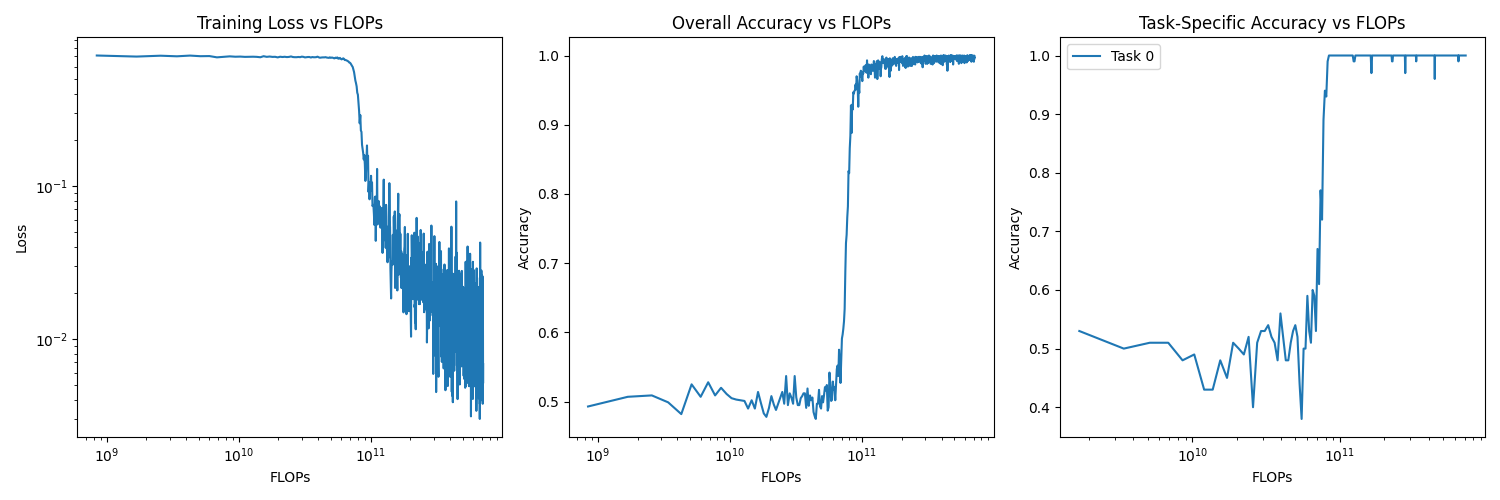 Training Loss vs FLOPs
Loss
10⁻¹
10⁻²
10⁹
10¹⁰
10¹¹
FLOPs
Overall Accuracy vs FLOPs
Accuracy
1.0
0.9
0.8
0.7
0.6
0.5
10⁹
10¹⁰
10¹¹
FLOPs
Task-Specific Accuracy vs FLOPs
Task 0
Accuracy
1.0
0.9
0.8
0.7
0.6
0.5
0.4
10¹⁰
10¹¹
FLOPs